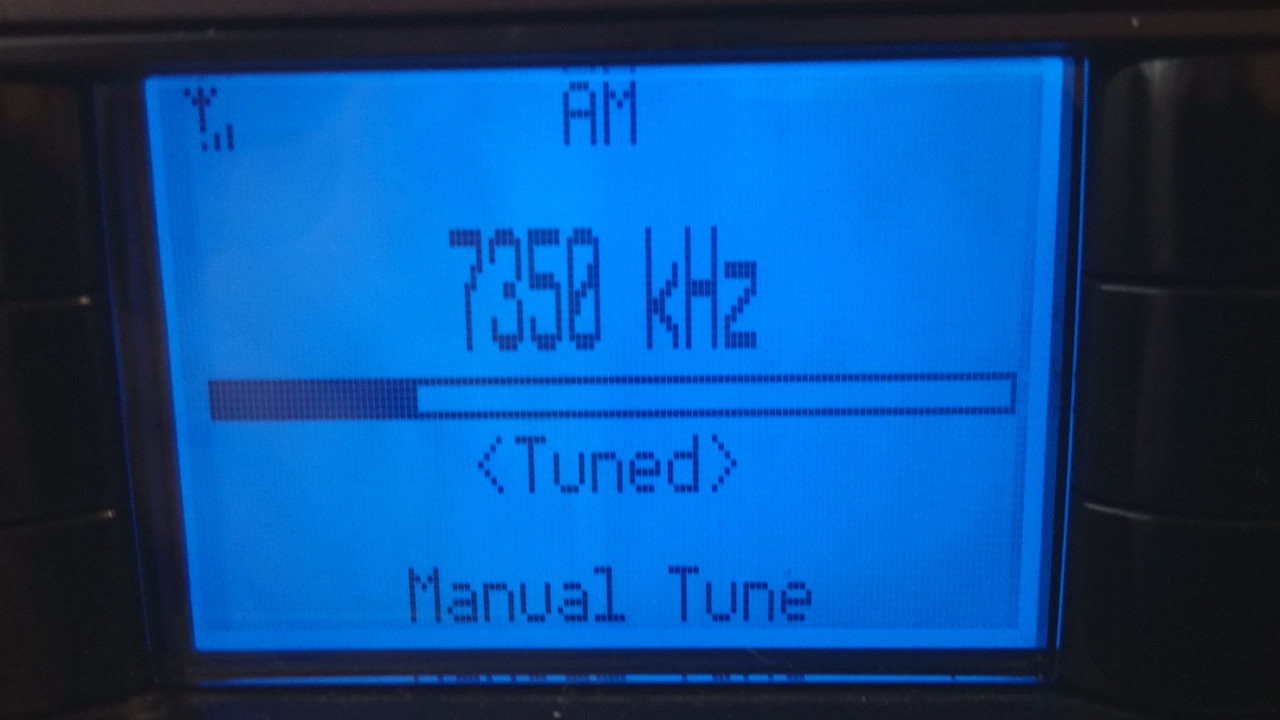 AM
7350 kHz
<Tuned>
Manual Tune